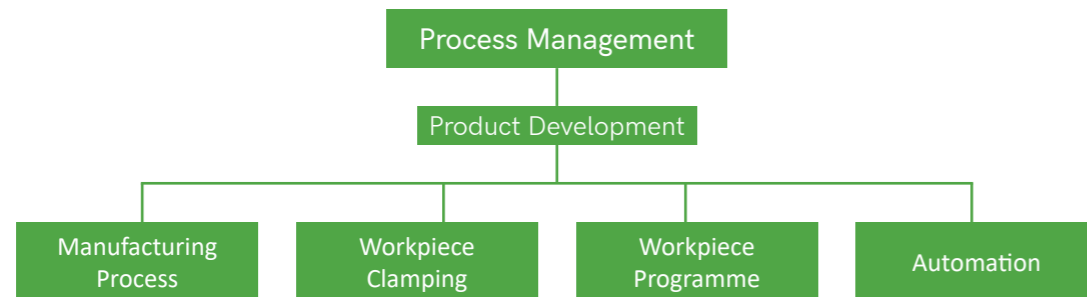 Process Management
Product Development
Manufacturing
Process
Workpiece
Clamping
Workpiece
Programme
Automation